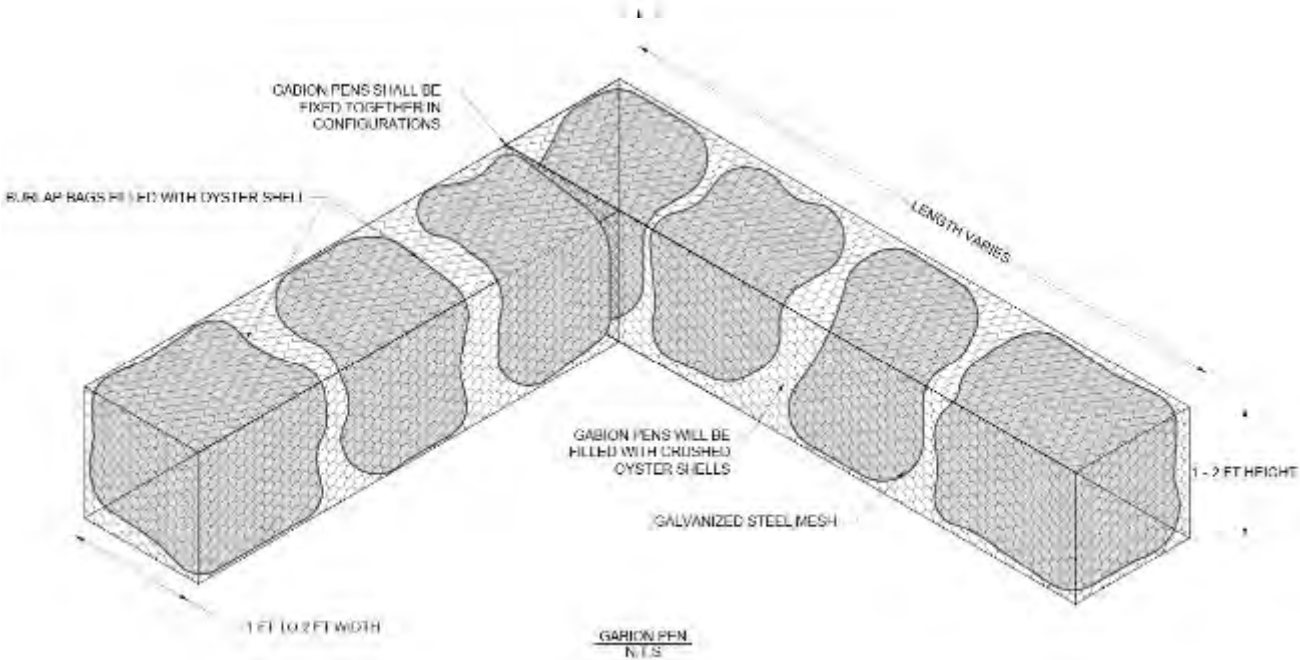 GABION PENS SHALL BE
FIXED TOGETHER IN
CONFIGURATIONS
BURLAP BAGS FILLED WITH OYSTER SHELL
LENGTH VARIES
GABION PENS WILL BE
FILLED WITH CRUSHED
OYSTER SHELLS
1 - 2 FT HEIGHT
GALVANIZED STEEL MESH
1 FT TO 2 FT WIDTH
GABION PEN
N.T.S